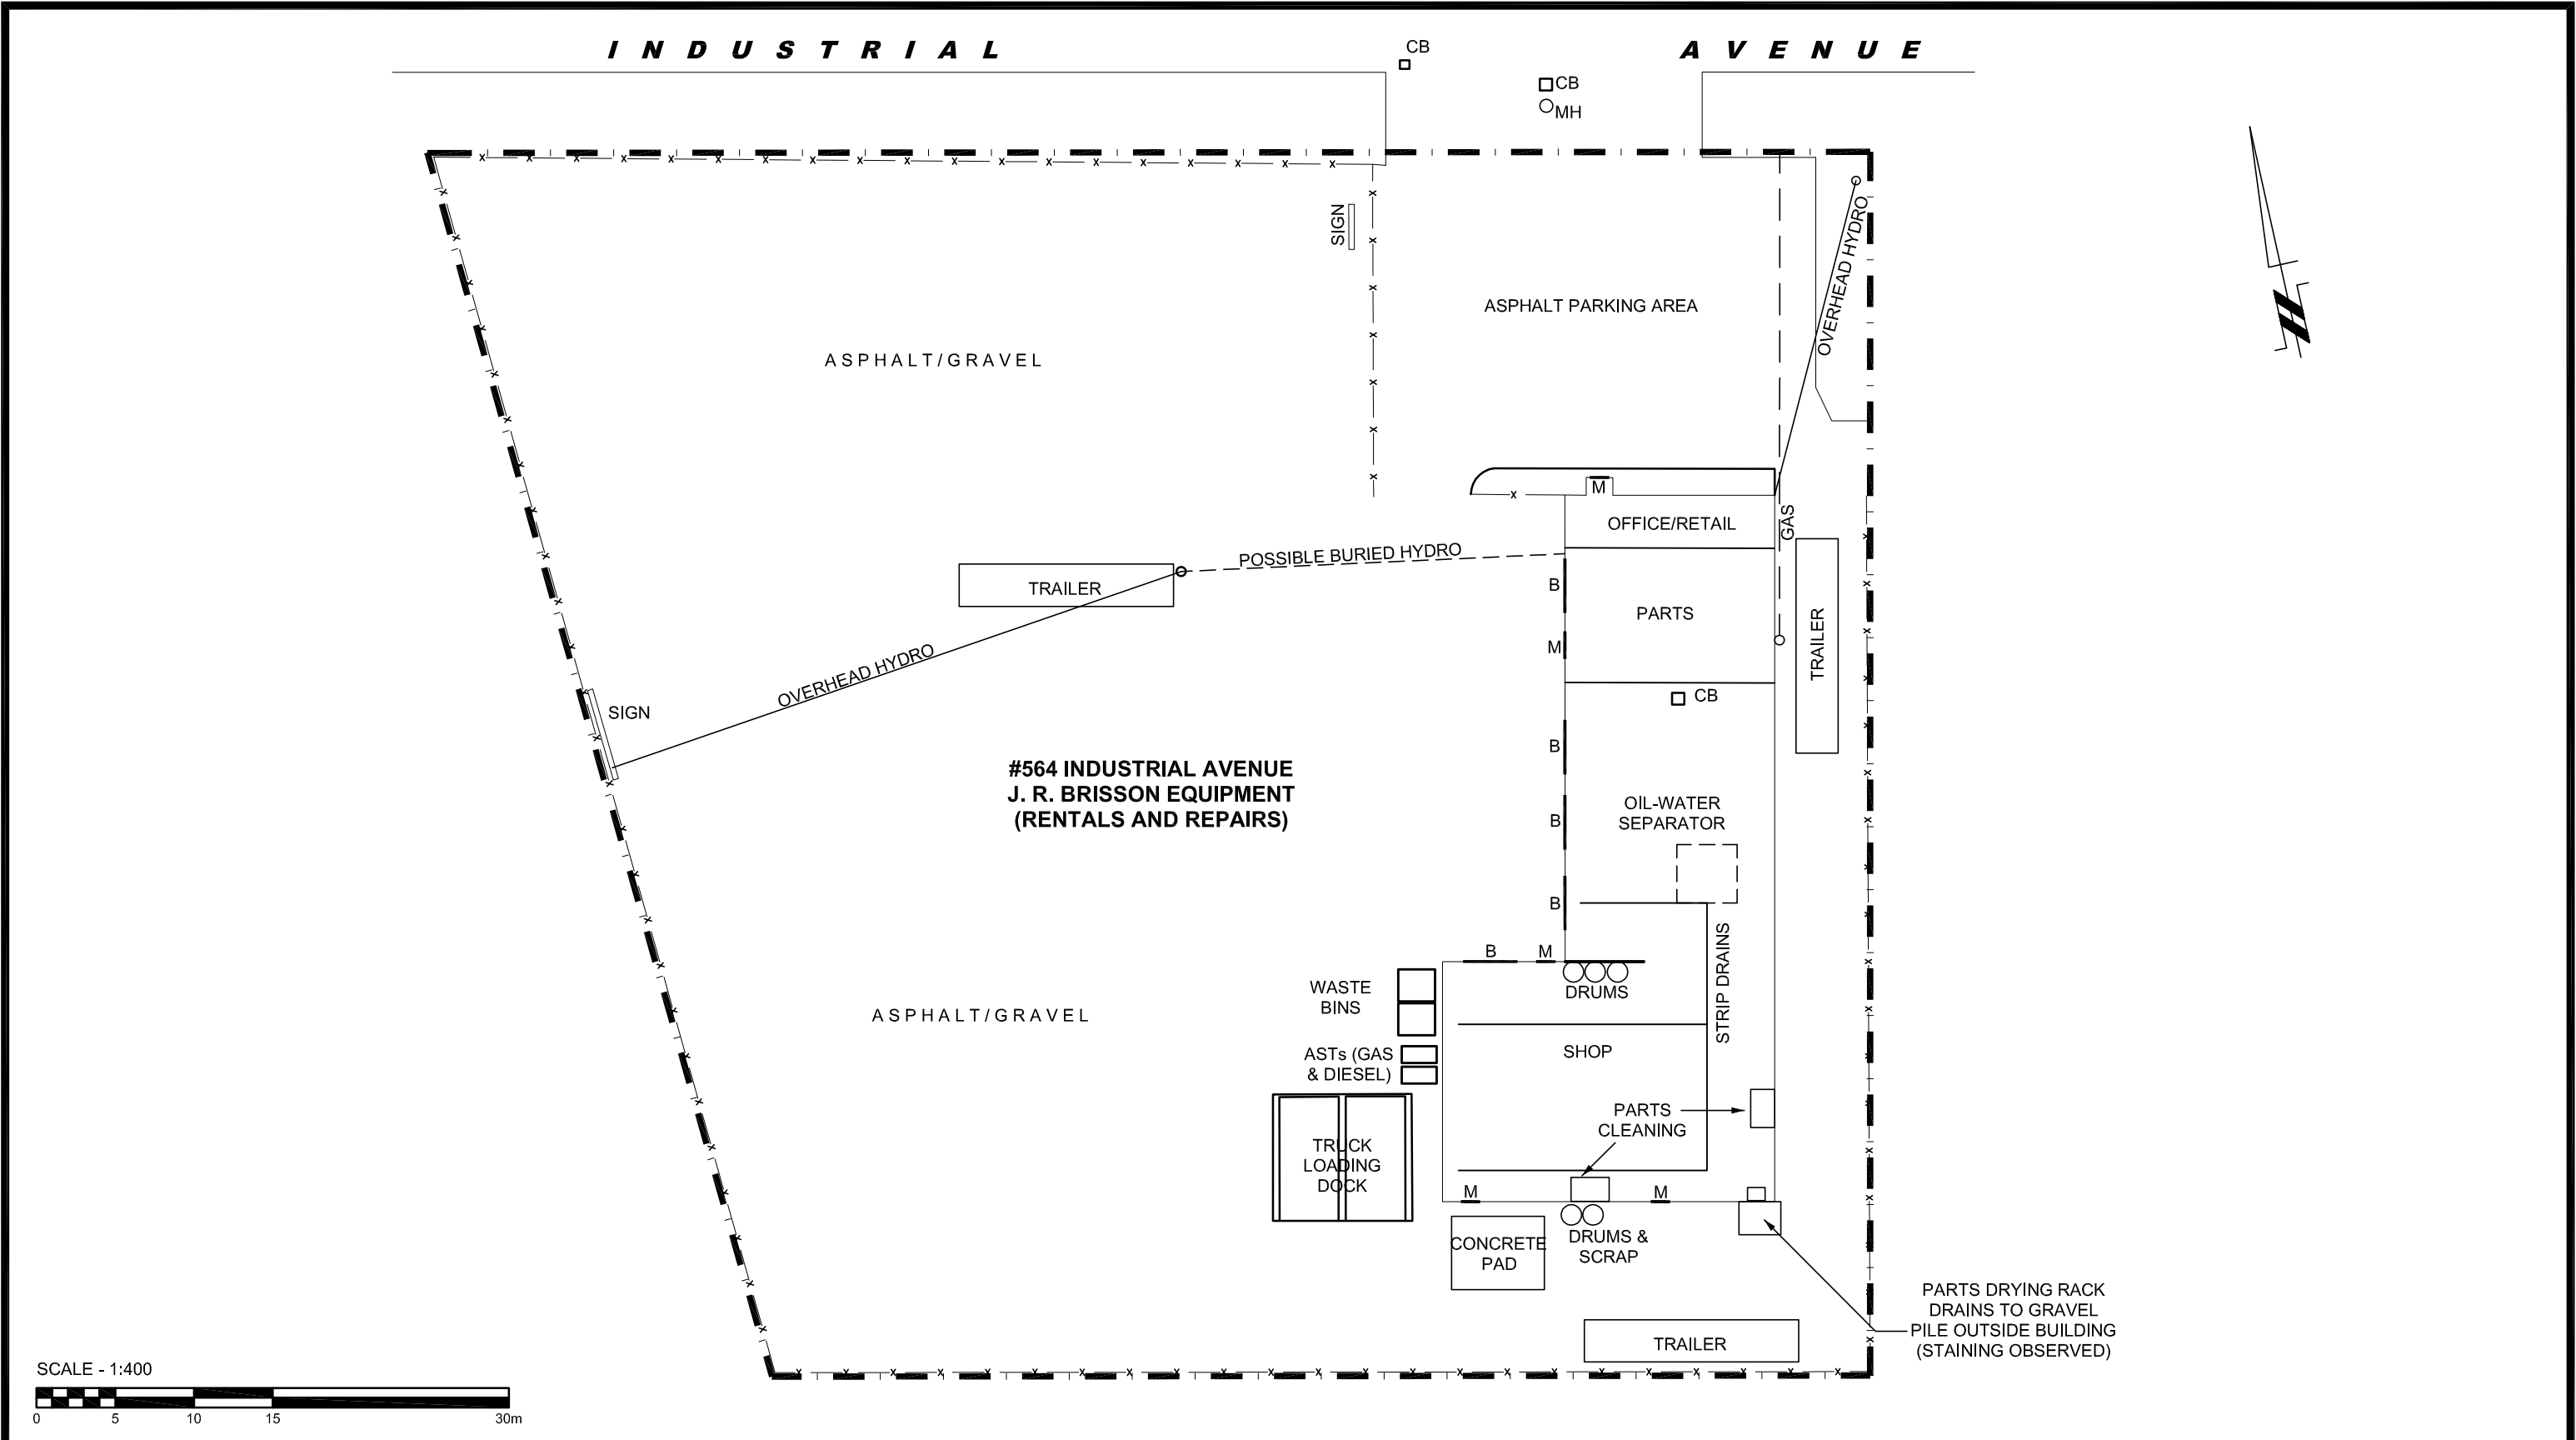 INDUSTRIAL AVENUE
CB
CB
MH
SIGN
OVERHEAD HYDRO
ASPHALT PARKING AREA
ASPHALT/GRAVEL
M
OFFICE/RETAIL
GAS
POSSIBLE BURIED HYDRO
TRAILER
B
PARTS
M
TRAILER
OVERHEAD HYDRO
CB
SIGN
B
#564 INDUSTRIAL AVENUE
J. R. BRISSON EQUIPMENT
(RENTALS AND REPAIRS)
OIL-WATER
SEPARATOR
B
B
B
M
STRIP DRAINS
WASTE
BINS
DRUMS
ASPHALT/GRAVEL
ASTs (GAS
& DIESEL)
SHOP
PARTS
CLEANING
TRUCK
LOADING
DOCK
M
M
CONCRETE
PAD
DRUMS &
SCRAP
PARTS DRYING RACK
DRAINS TO GRAVEL
PILE OUTSIDE BUILDING
(STAINING OBSERVED)
TRAILER
SCALE - 1:400
0 5 10 15 30m